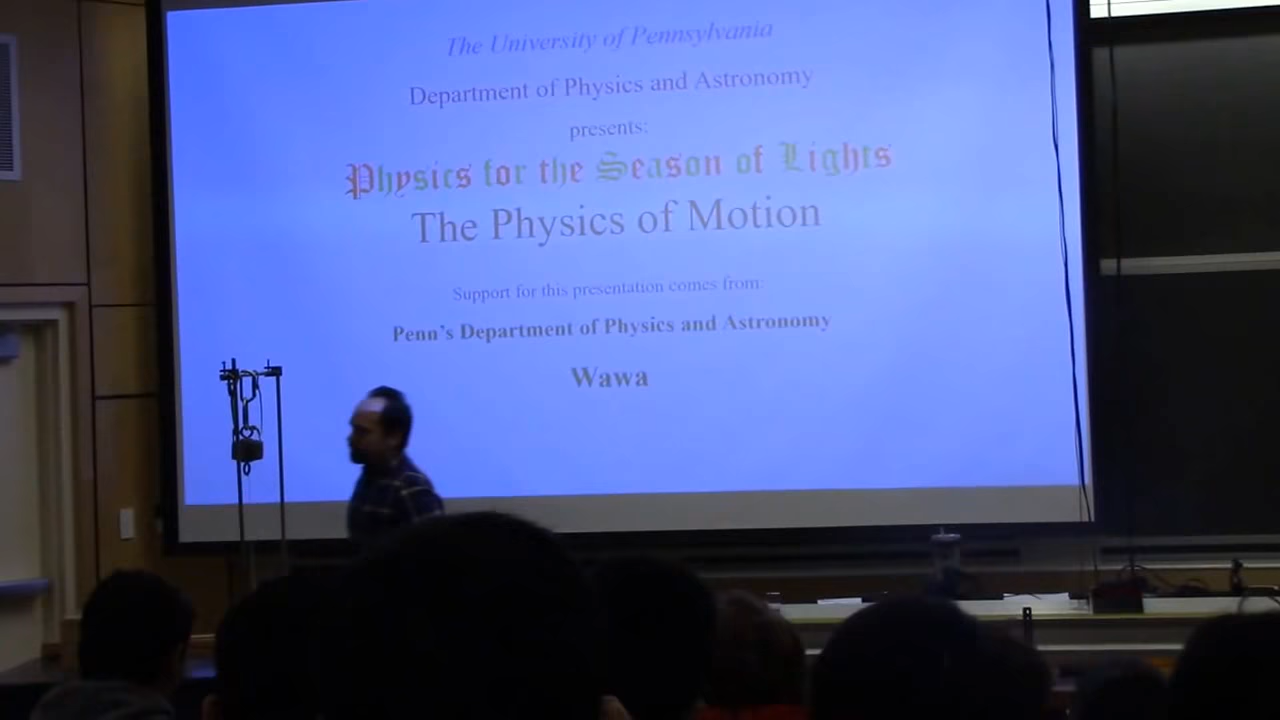 The University of Pennsylvania
Department of Physics and Astronomy
presents:
Physics for the Season of Lights
The Physics of Motion
Support for this presentation comes from:
Penn's Department of Physics and Astronomy
Wawa